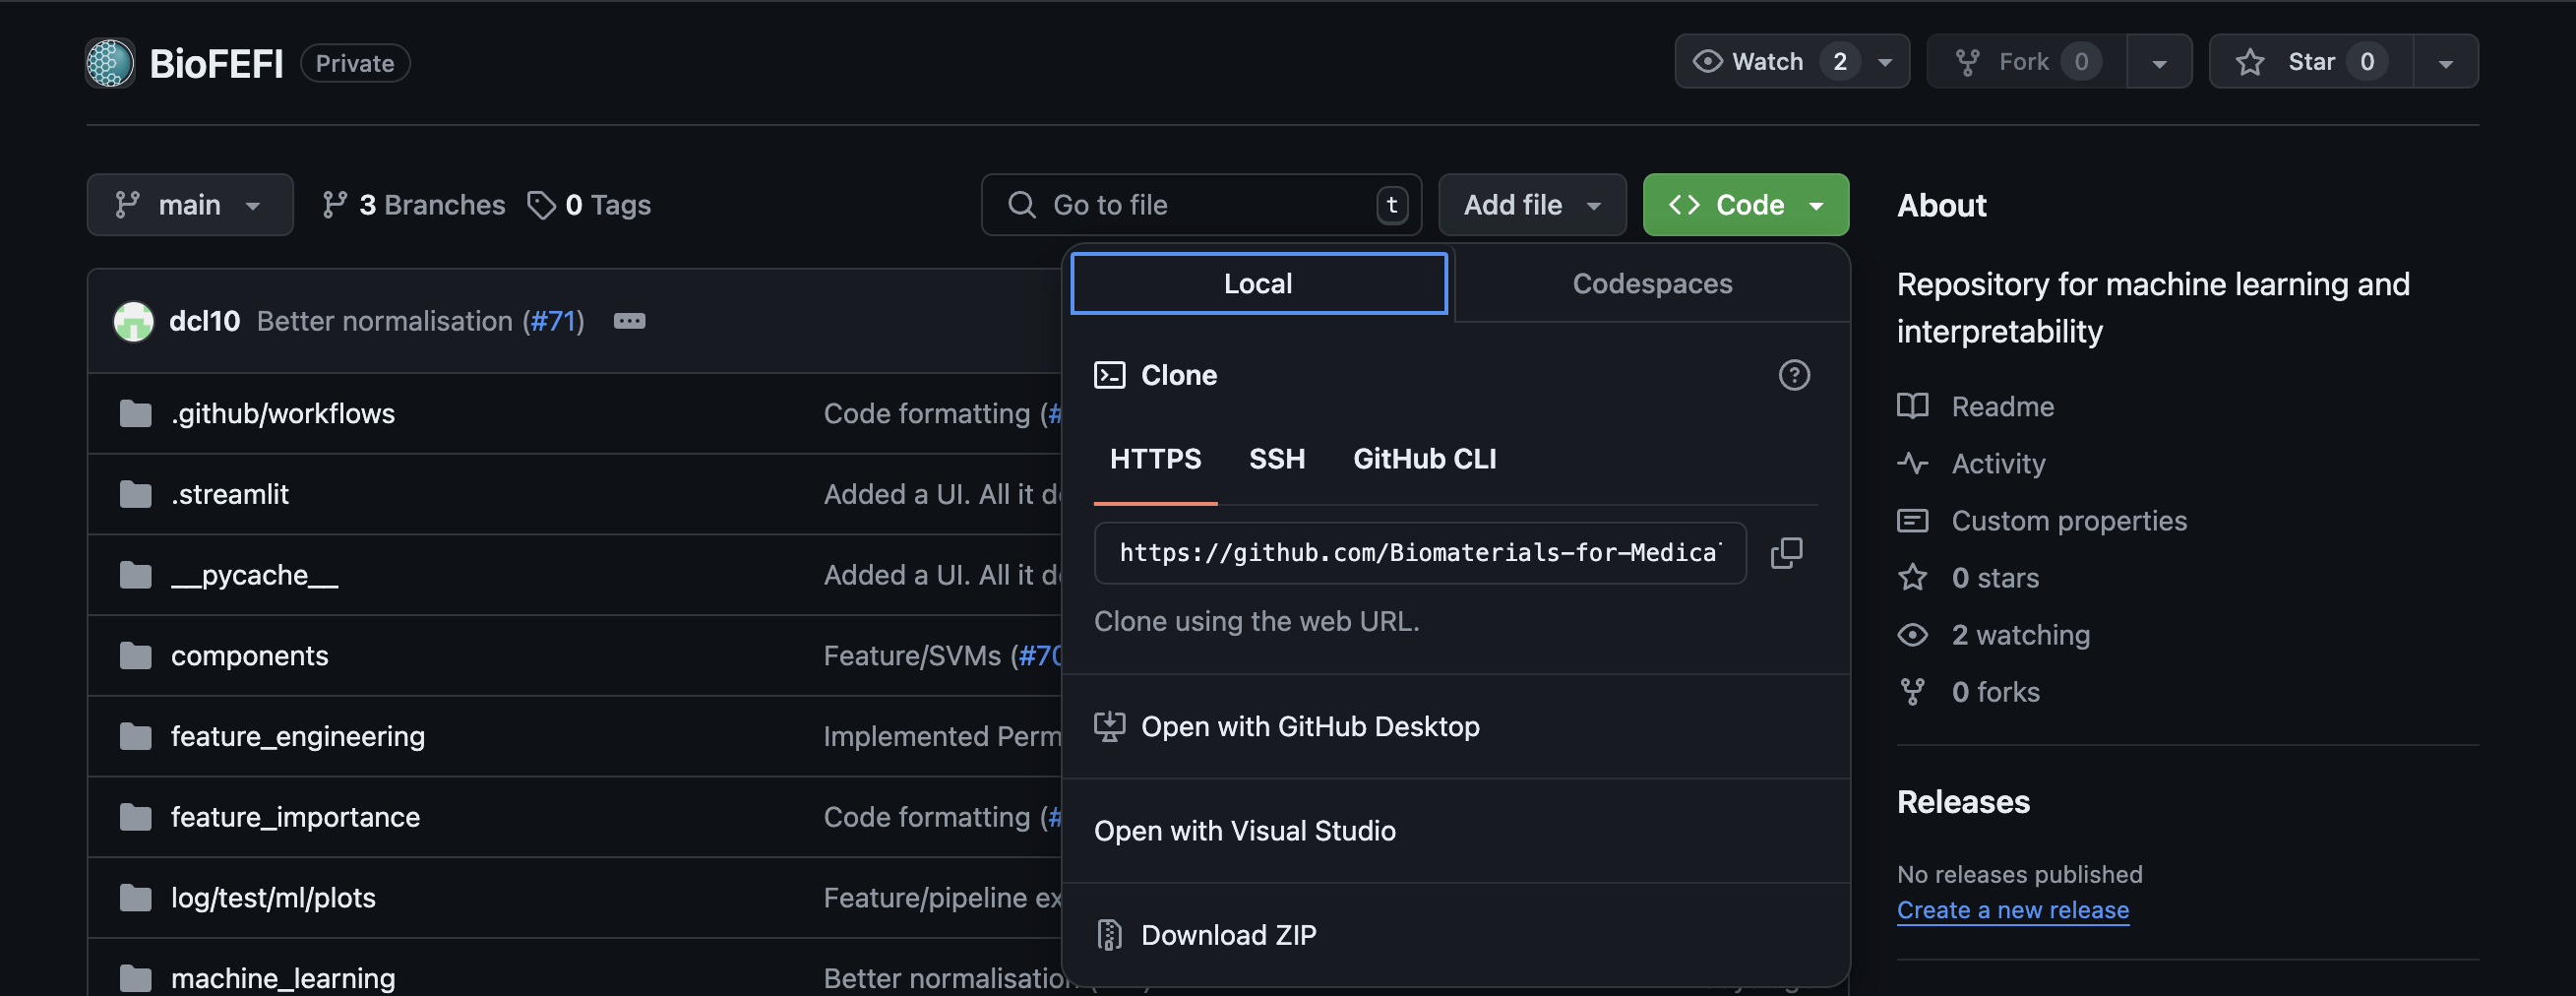 BioFEFI Private
Watch 2
Fork 0
Star 0
main
3 Branches
0 Tags
Go to file t
Add file
Code
dcl10 Better normalisation (#71)
.github/workflows Code formatting (#
.streamlit Added a UI. All it
__pycache__ Added a UI. All it
components Feature/SVMs (#70
feature_engineering Implemented
feature_importance Code formatting (#
log/test/ml/plots Feature/pipeline
machine_learning Better
Local Codespaces
Clone
HTTPS SSH GitHub CLI
https://github.com/Biomaterials-for-Medica
Clone using the web URL.
Open with GitHub Desktop
Open with Visual Studio
Download ZIP
About
Repository for machine learning and
interpretability
Readme
Activity
Custom properties
0 stars
2 watching
0 forks
Releases
No releases published
Create a new release